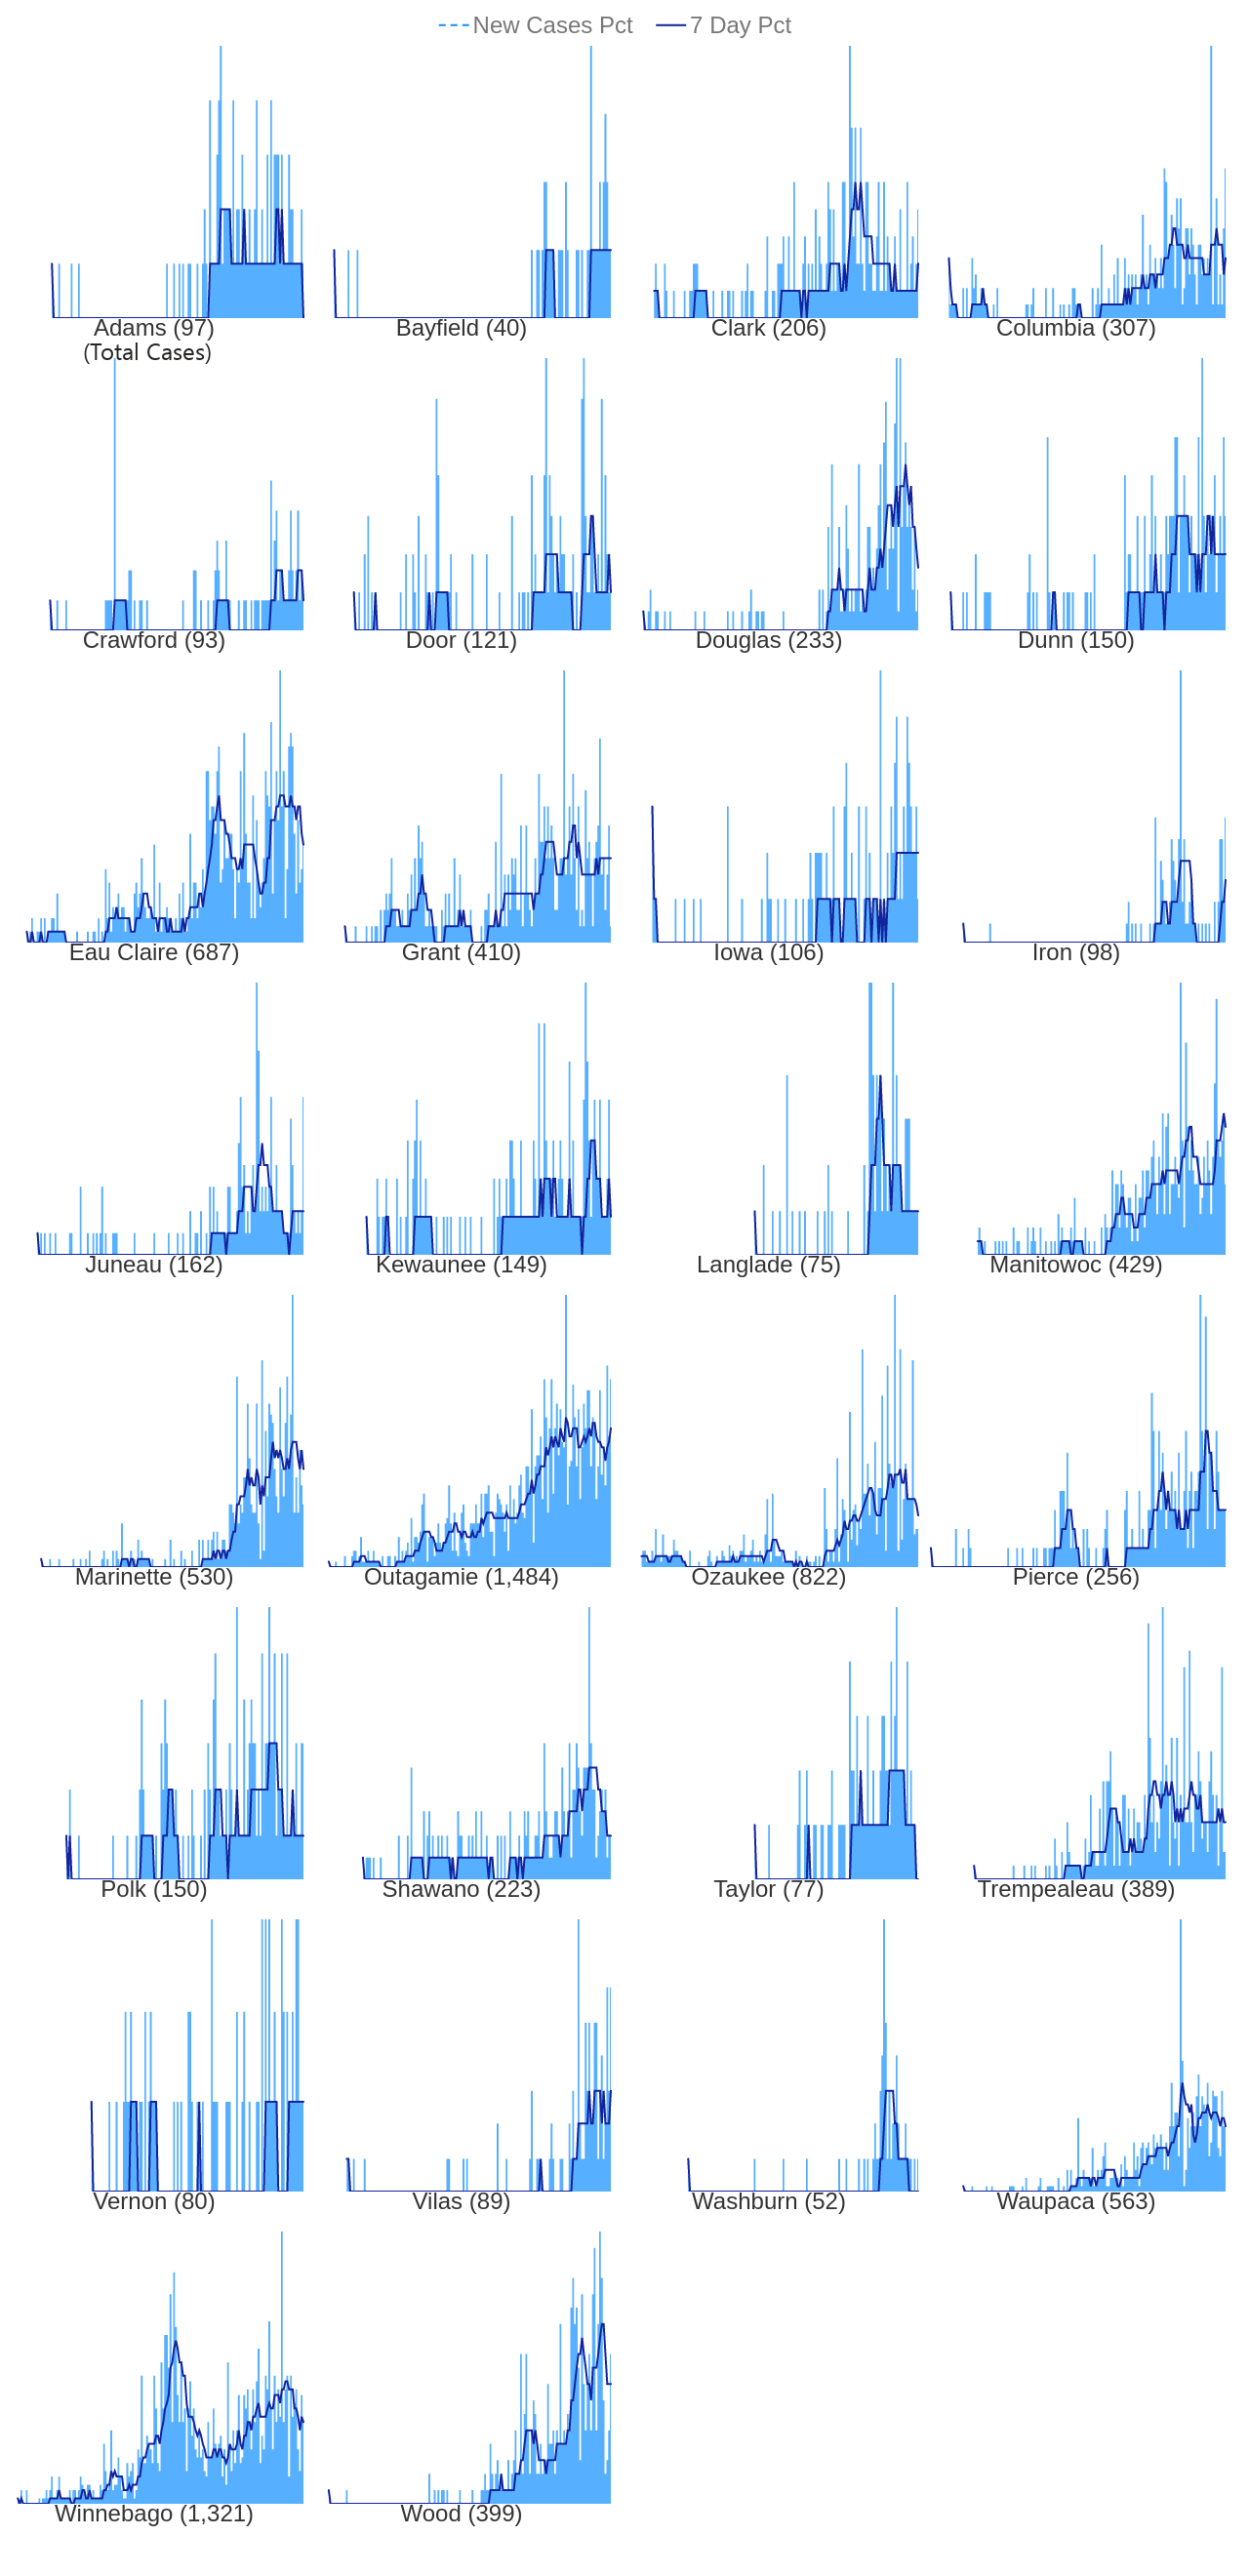 New Cases Pct 7 Day Pct
Adams (97) Bayfield (40) Clark (206) Columbia (307)
(Total Cases)
Crawford (93) Door (121) Douglas (233) Dunn (150)
Eau Claire (687) Grant (410) Iowa (106) Iron (98)
Juneau (162) Kewaunee (149) Langlade (75) Manitowoc (429)
Marinette (530) Outagamie (1,484) Ozaukee (822) Pierce (256)
Polk (150) Shawano (223) Taylor (77) Trempealeau (389)
Vernon (80) Vilas (89) Washburn (52) Waupaca (563)
Winnebago (1,321) Wood (399)